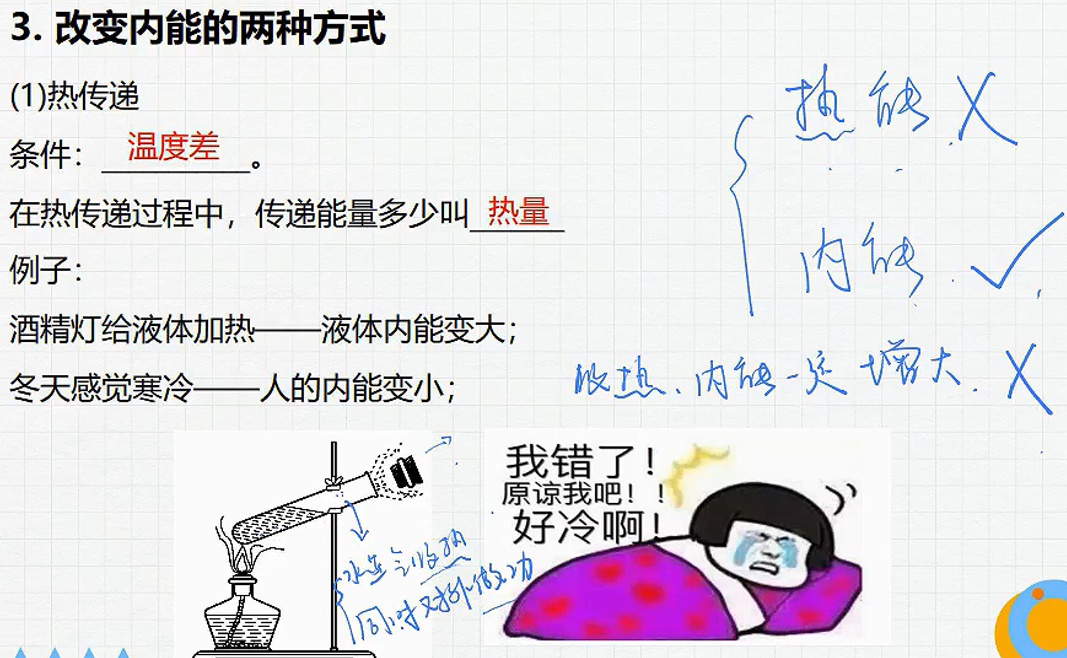 3. 改变内能的两种方式
(1)热传递
条件：温度差。
在热传递过程中，传递能量多少叫热量
例子：
酒精灯给液体加热——液体内能变大；
冬天感觉寒冷——人的内能变小；
热能 X
内能 ✓
吸热、内能一定增大. X
我错了！
原谅我吧！！
好冷啊！
水蒸气吸热
同时对外做功